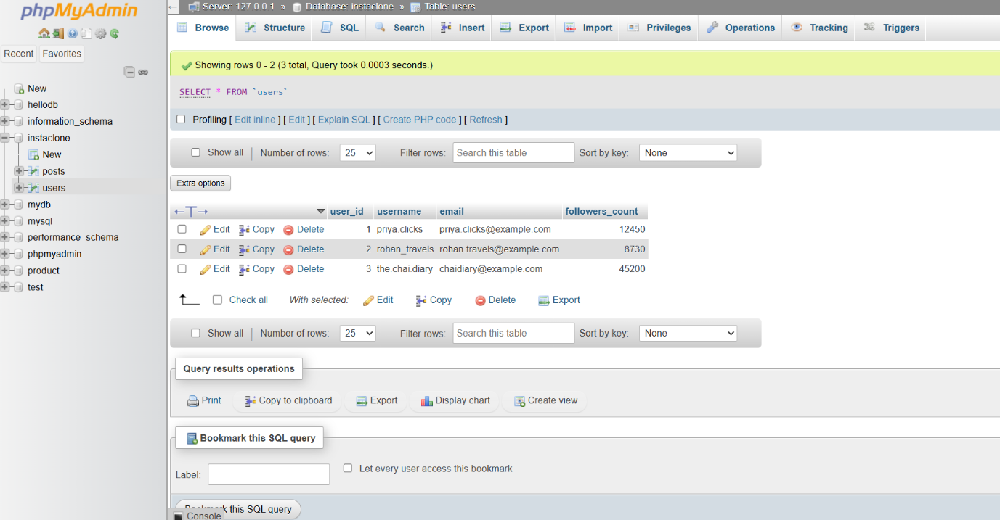 phpMyAdmin
Recent Favorites
New
hellodb
information_schema
instaclone
New
posts
users
mydb
mysql
performance_schema
phpmyadmin
product
test
Server: 127.0.0.1 » Database: instaclone » Table: users
Browse Structure SQL Search Insert Export Import Privileges Operations Tracking Triggers
Showing rows 0 - 2 (3 total, Query took 0.0003 seconds.)
SELECT * FROM `users`
Profiling [ Edit inline ] [ Edit ] [ Explain SQL ] [ Create PHP code ] [ Refresh ]
Show all Number of rows: 25 Filter rows: Search this table Sort by key: None
Extra options
←T→ user_id username email followers_count
Edit Copy Delete 1 priya.clicks priya.clicks@example.com 12450
Edit Copy Delete 2 rohan_travels rohan.travels@example.com 8730
Edit Copy Delete 3 the.chai.diary chaidiary@example.com 45200
Check all With selected: Edit Copy Delete Export
Show all Number of rows: 25 Filter rows: Search this table Sort by key: None
Query results operations
Print Copy to clipboard Export Display chart Create view
Bookmark this SQL query
Label: Let every user access this bookmark
Bookmark this SQL query
Console